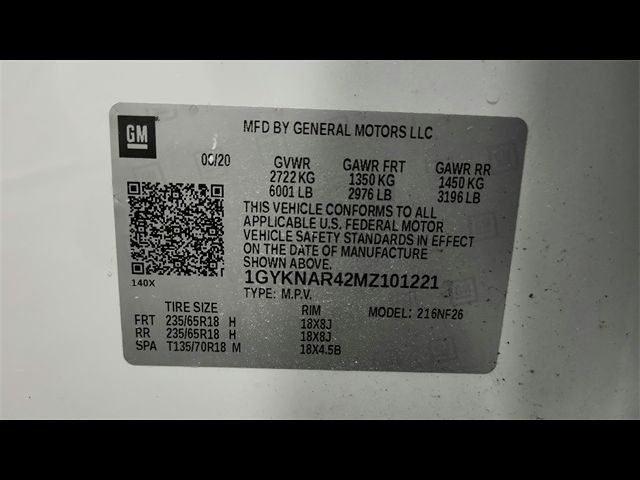 GM
MFD BY GENERAL MOTORS LLC
GVWR GAWR FRT GAWR RR
2722 KG 1350 KG 1450 KG
6001 LB 2976 LB 3196 LB
THIS VEHICLE CONFORMS TO ALL
APPLICABLE U.S. FEDERAL MOTOR
VEHICLE SAFETY STANDARDS IN EFFECT
ON THE DATE OF MANUFACTURE
SHOWN ABOVE.
140X
1GYKNAR42MZ101221
TYPE: M.P.V.
TIRE SIZE RIM MODEL: 216NF26
FRT 235/65R18 H 18X8J
RR 235/65R18 H 18X8J
SPA T135/70R18 M 18X4.5B